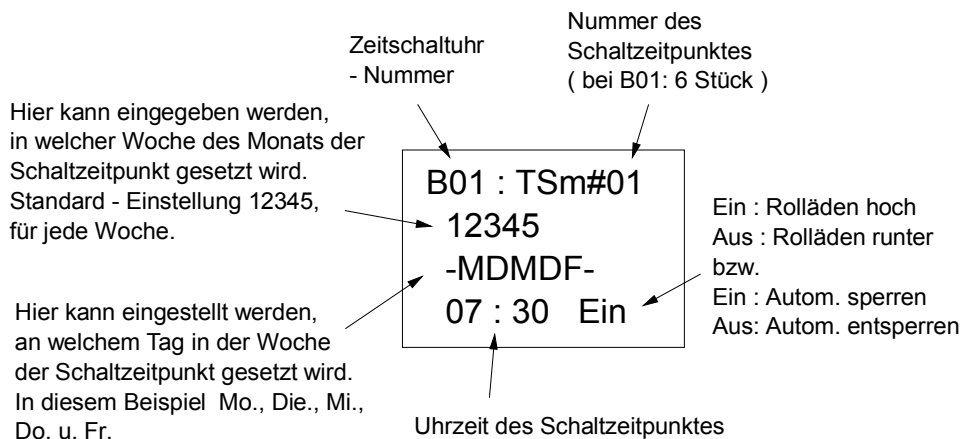 Nummer des
Schaltzeitpunktes
( bei B01: 6 Stück )
Zeitschaltuhr
- Nummer
Hier kann eingegeben werden,
in welcher Woche des Monats der
Schaltzeitpunkt gesetzt wird.
Standard - Einstellung 12345,
für jede Woche.
B01 : TSm#01
12345
-MDMDF-
07 : 30 Ein
Ein : Rolläden hoch
Aus : Rolläden runter
bzw.
Ein : Autom. sperren
Aus: Autom. entsperren
Hier kann eingestellt werden,
an welchem Tag in der Woche
der Schaltzeitpunkt gesetzt wird.
In diesem Beispiel Mo., Die., Mi.,
Do. u. Fr.
Uhrzeit des Schaltzeitpunktes